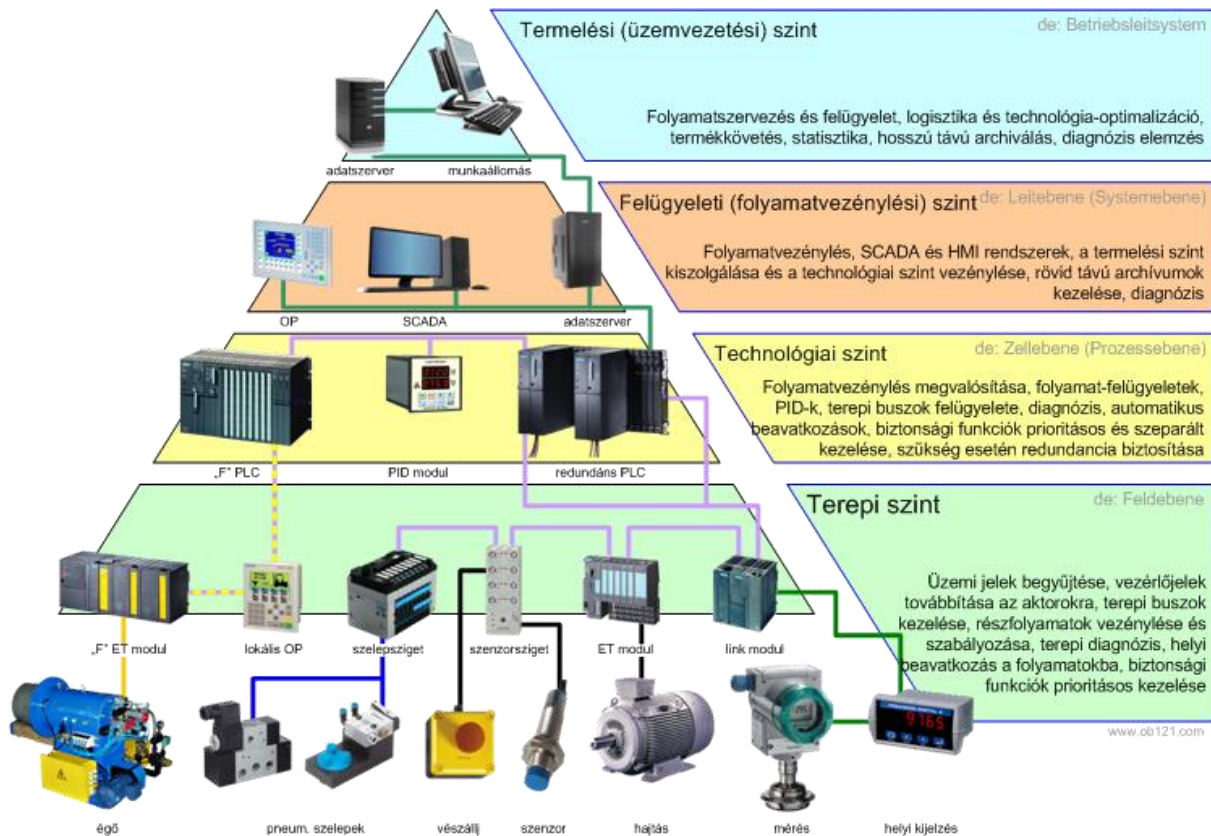 Termelési (üzemvezetési) szint
de: Betriebsleitsystem
Folyamatszervezés és felügyelet, logisztika és technológia-optimalizáció,
termékkövetés, statisztika, hosszú távú archiválás, diagnózis elemzés
adatszerver
munkaállomás
Felügyeleti (folyamatvezénylési) szint
de: Leitebene (Systemebene)
Folyamatvezénylés, SCADA és HMI rendszerek, a termelési szint
kiszolgálása és a technológiai szint vezénylése, rövid távú archívumok
kezelése, diagnózis
OP
SCADA
adatszerver
Technológiai szint
de: Zellebene (Prozessebene)
Folyamatvezénylés megvalósítása, folyamat-felügyeletek,
PID-k, terepi buszok felügyelete, diagnózis, automatikus
beavatkozások, biztonsági funkciók prioritásos és szeparált
kezelése, szükség esetén redundancia biztosítása
„F” PLC
PID modul
redundáns PLC
Terepi szint
de: Feldebene
Üzemi jelek begyűjtése, vezérlőjelek
továbbítása az aktorokra, terepi buszok
kezelése, részfolyamatok vezénylése és
szabályozása, terepi diagnózis, helyi
beavatkozás a folyamatokba, biztonsági
funkciók prioritásos kezelése
„F” ET modul
lokális OP
szelepsziget
szenzorsziget
ET modul
link modul
9765
www.ob121.com
égő
pneum. szelepek
vészállj
szenzor
hajtás
mérés
helyi kijelzés